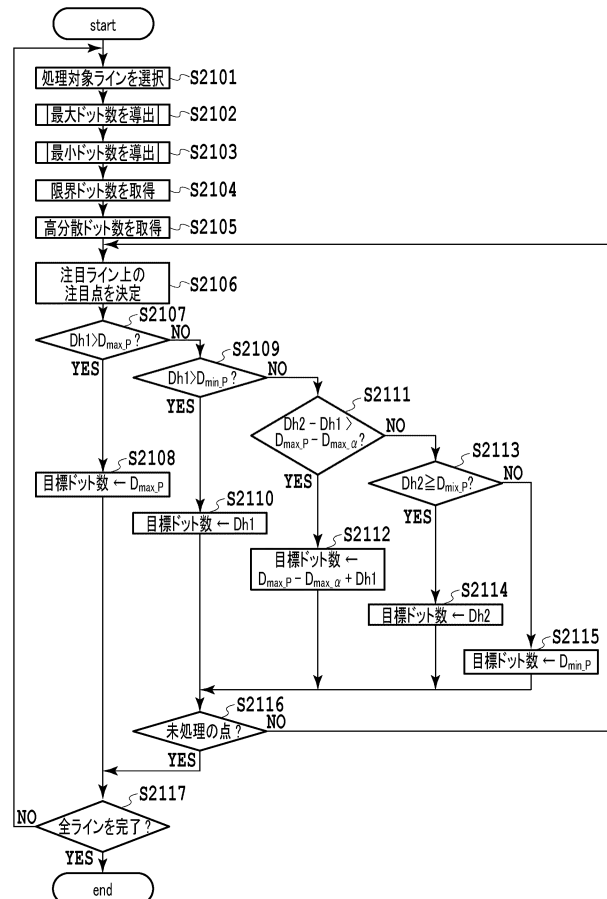 start
処理対象ラインを選択 S2101
最大ドット数を導出 S2102
最小ドット数を導出 S2103
限界ドット数を取得 S2104
高分散ドット数を取得 S2105
注目ライン上の
注目点を決定
S2106
S2107
Dh1>Dmax_P?
NO
YES
S2109
Dh1>Dmin_P?
NO
YES
S2111
Dh2 - Dh1 >
Dmax_P - Dmax_α?
NO
YES
S2113
Dh2≧Dmix_P?
NO
YES
S2108
目標ドット数 ← Dmax_P
S2110
目標ドット数 ← Dh1
S2112
目標ドット数 ←
Dmax_P - Dmax_α + Dh1
S2114
目標ドット数 ← Dh2
S2115
目標ドット数 ← Dmin_P
S2116
未処理の点?
NO
YES
S2117
全ラインを完了?
NO
YES
end